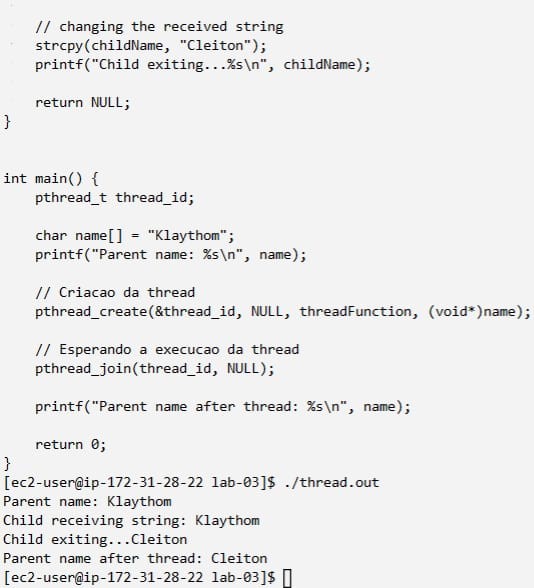 // changing the received string
strcpy(childName, "Cleiton");
printf("Child exiting...%s\n", childName);
return NULL;
}
int main() {
pthread_t thread_id;
char name[] = "Klaythom";
printf("Parent name: %s\n", name);
// Criacao da thread
pthread_create(&thread_id, NULL, threadFunction, (void*)name);
// Esperando a execucao da thread
pthread_join(thread_id, NULL);
printf("Parent name after thread: %s\n", name);
return 0;
}
[ec2-user@ip-172-31-28-22 lab-03]$ ./thread.out
Parent name: Klaythom
Child receiving string: Klaythom
Child exiting...Cleiton
Parent name after thread: Cleiton
[ec2-user@ip-172-31-28-22 lab-03]$